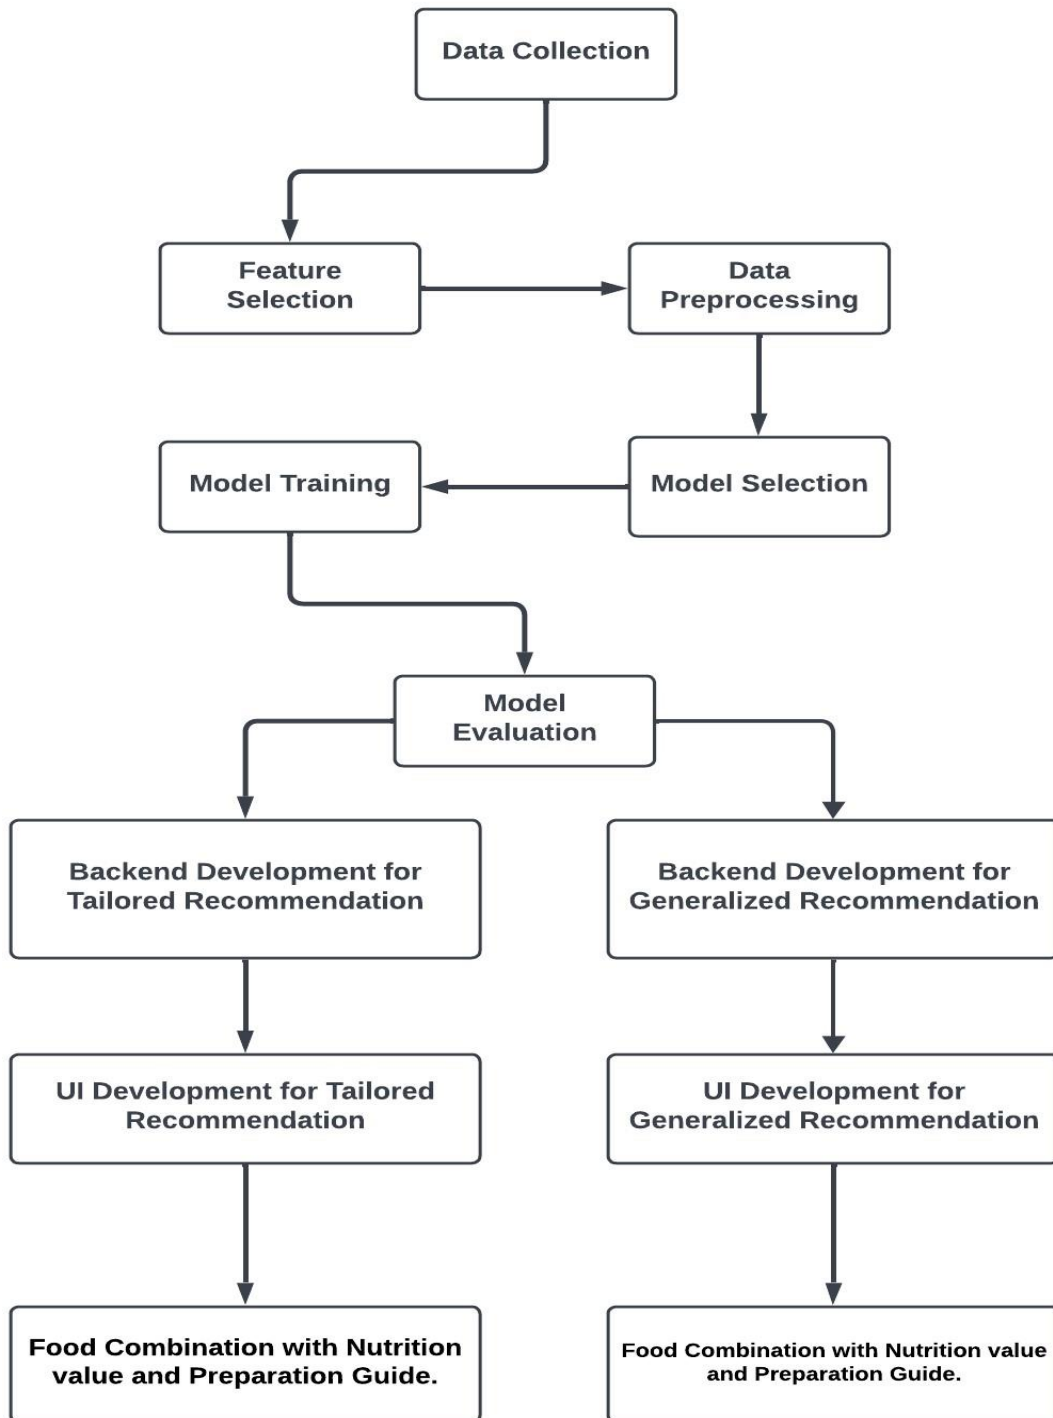 Data Collection
Feature
Selection
Data
Preprocessing
Model Training
Model Selection
Model
Evaluation
Backend Development for
Tailored Recommendation
Backend Development for
Generalized Recommendation
UI Development for Tailored
Recommendation
UI Development for
Generalized Recommendation
Food Combination with Nutrition
value and Preparation Guide.
Food Combination with Nutrition value
and Preparation Guide.